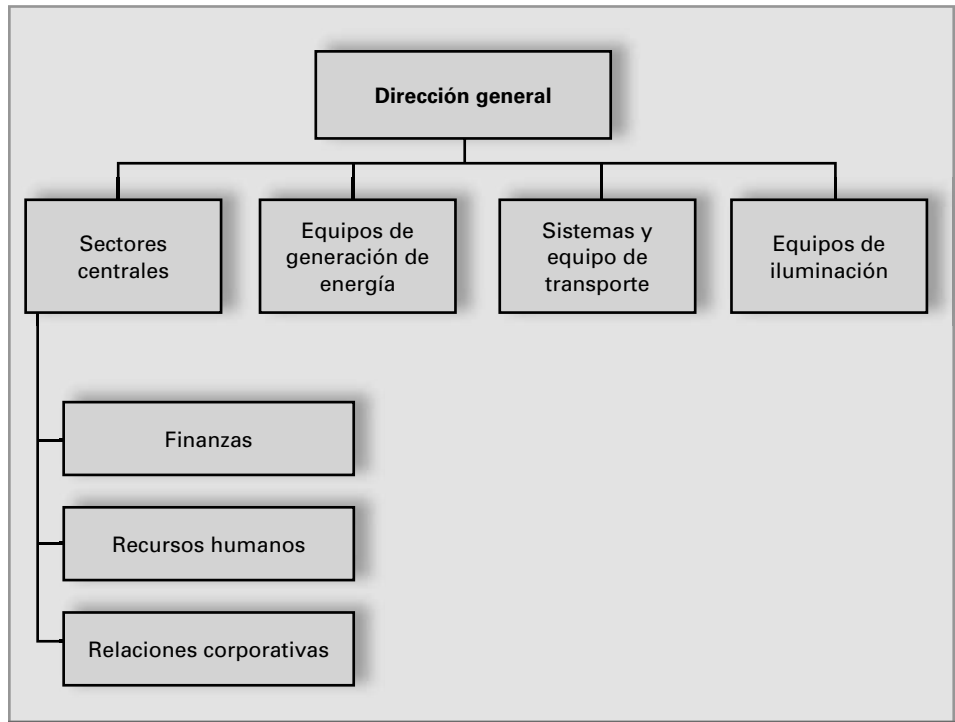 Dirección general
Sectores
centrales
Equipos de
generación de
energía
Sistemas y
equipo de
transporte
Equipos de
iluminación
Finanzas
Recursos humanos
Relaciones corporativas